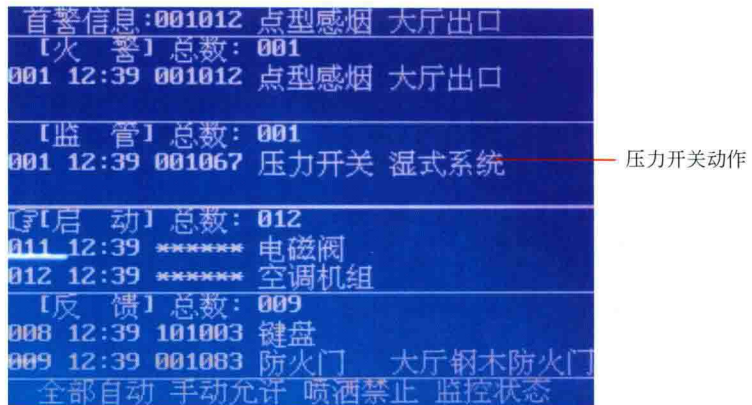 首警信息:001012 点型感烟 大厅出口
[火 警] 总数: 001
001 12:39 001012 点型感烟 大厅出口
[监 管] 总数: 001
001 12:39 001067 压力开关 湿式系统
压力开关动作
☞[启 动] 总数: 012
011 12:39 ****** 电磁阀
012 12:39 ****** 空调机组
[反 馈] 总数: 009
008 12:39 101003 键盘
009 12:39 001083 防火门 大厅钢木防火门
全部自动 手动允许 喷洒禁止 监控状态